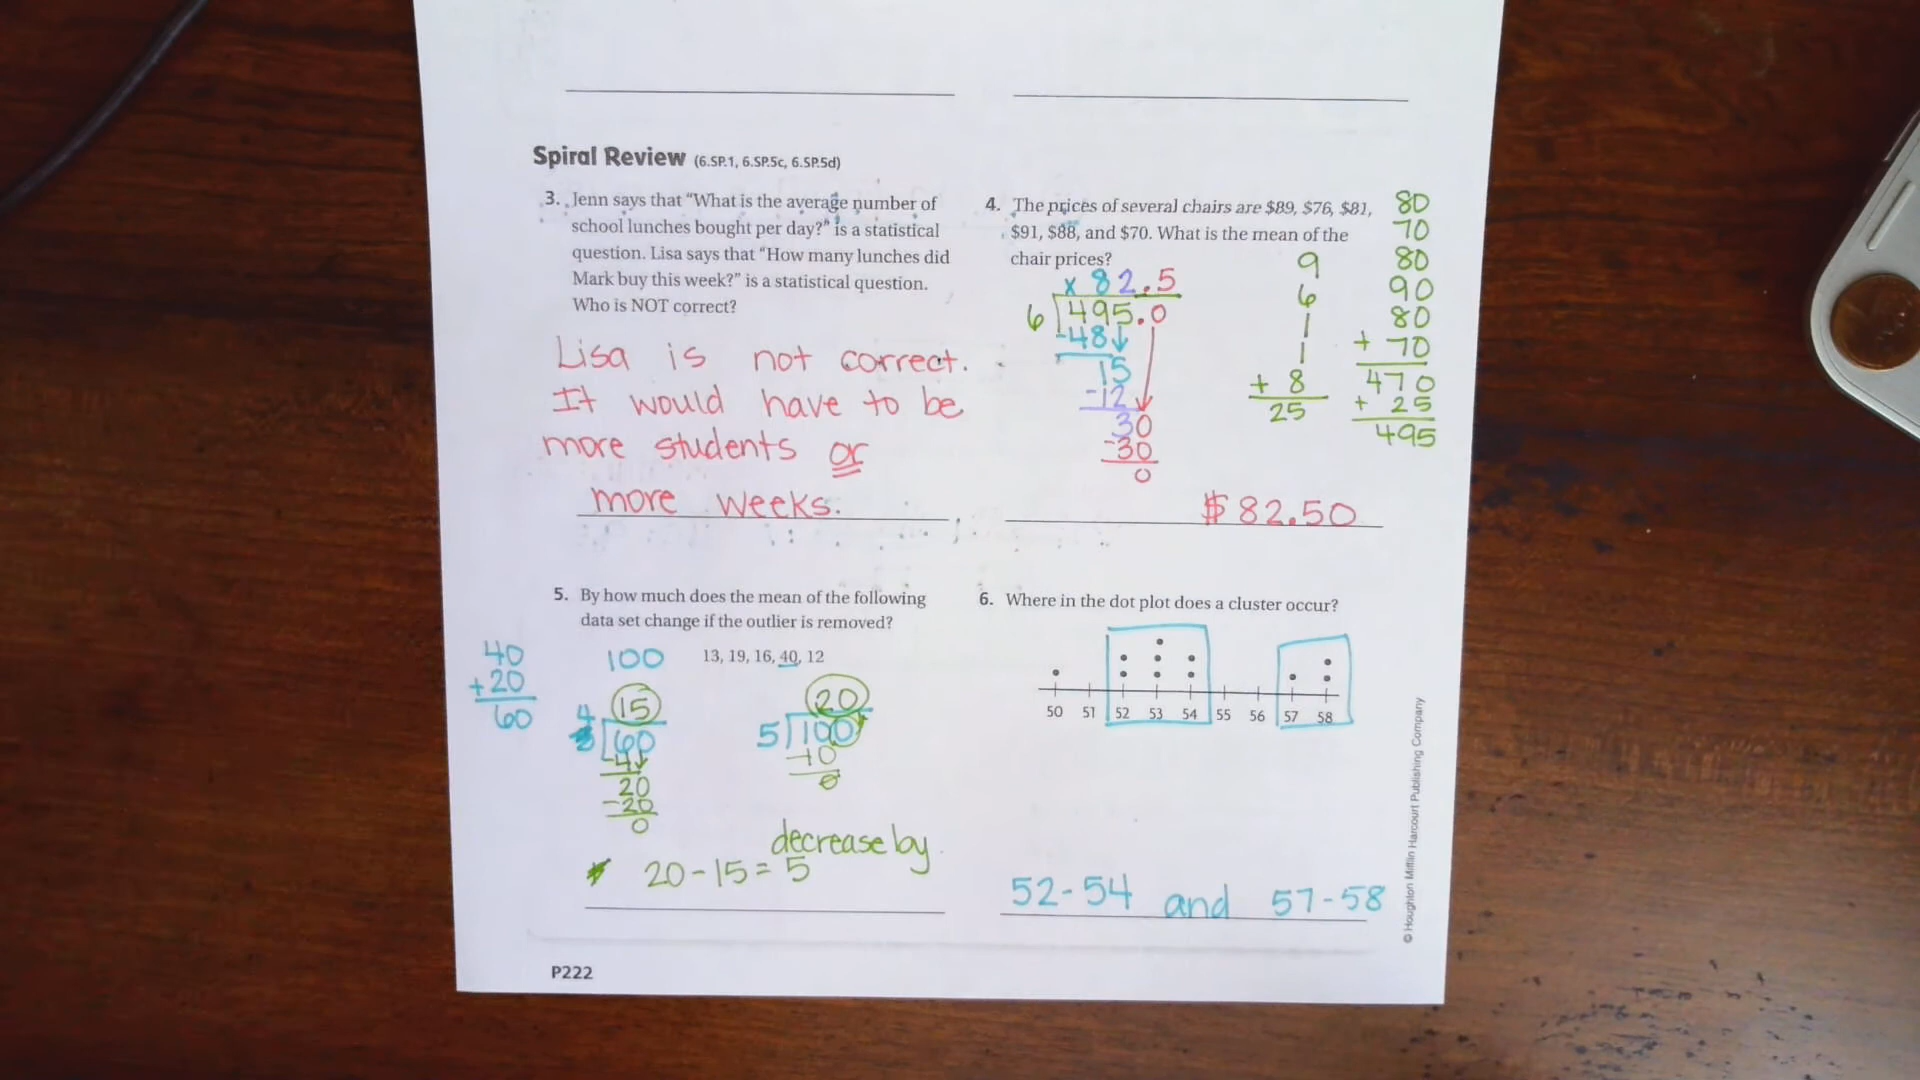 Spiral Review (6.SP.1, 6.SP.5c, 6.SP.5d)
3. Jenn says that "What is the average number of
school lunches bought per day?" is a statistical
question. Lisa says that "How many lunches did
Mark buy this week?" is a statistical question.
Who is NOT correct?
Lisa is not correct.
It would have to be
more students or
more weeks.
4. The prices of several chairs are $89, $76, $81,
$91, $88, and $70. What is the mean of the
chair prices?
x 82.5
6 495.0
-48
15
-12
30
-30
0
9
6
1
1
+ 8
25
80
70
80
90
80
+ 70
470
+ 25
495
$82.50
5. By how much does the mean of the following
data set change if the outlier is removed?
13, 19, 16, 40, 12
40
+20
60
100
15
4 60
-4
20
-20
0
20
5 100
-10
0
decrease by
20-15=5
6. Where in the dot plot does a cluster occur?
50 51 52 53 54 55 56 57 58
52-54 and 57-58
P222
© Houghton Mifflin Harcourt Publishing Company